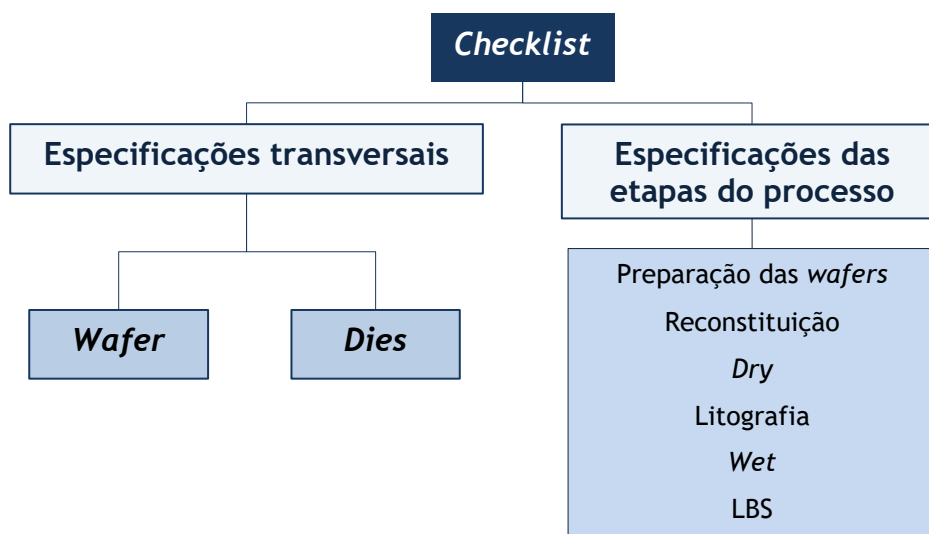 Checklist
Especificações transversais
Especificações das
etapas do processo
Wafer
Dies
Preparação das wafers
Reconstituição
Dry
Litografia
Wet
LBS